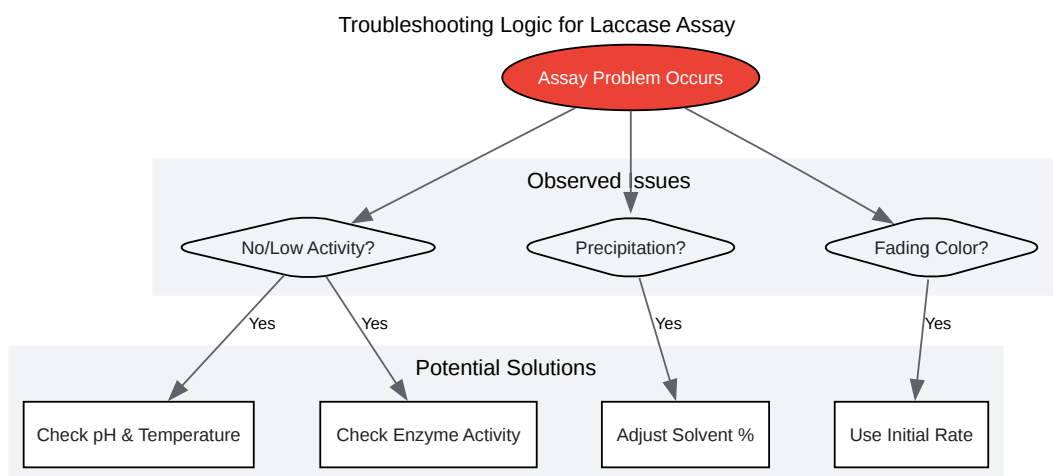 Troubleshooting Logic for Laccase Assay
Assay Problem Occurs
Observed Issues
No/Low Activity?
Precipitation?
Fading Color?
Yes
Yes
Yes
Yes
Potential Solutions
Check pH & Temperature
Check Enzyme Activity
Adjust Solvent %
Use Initial Rate